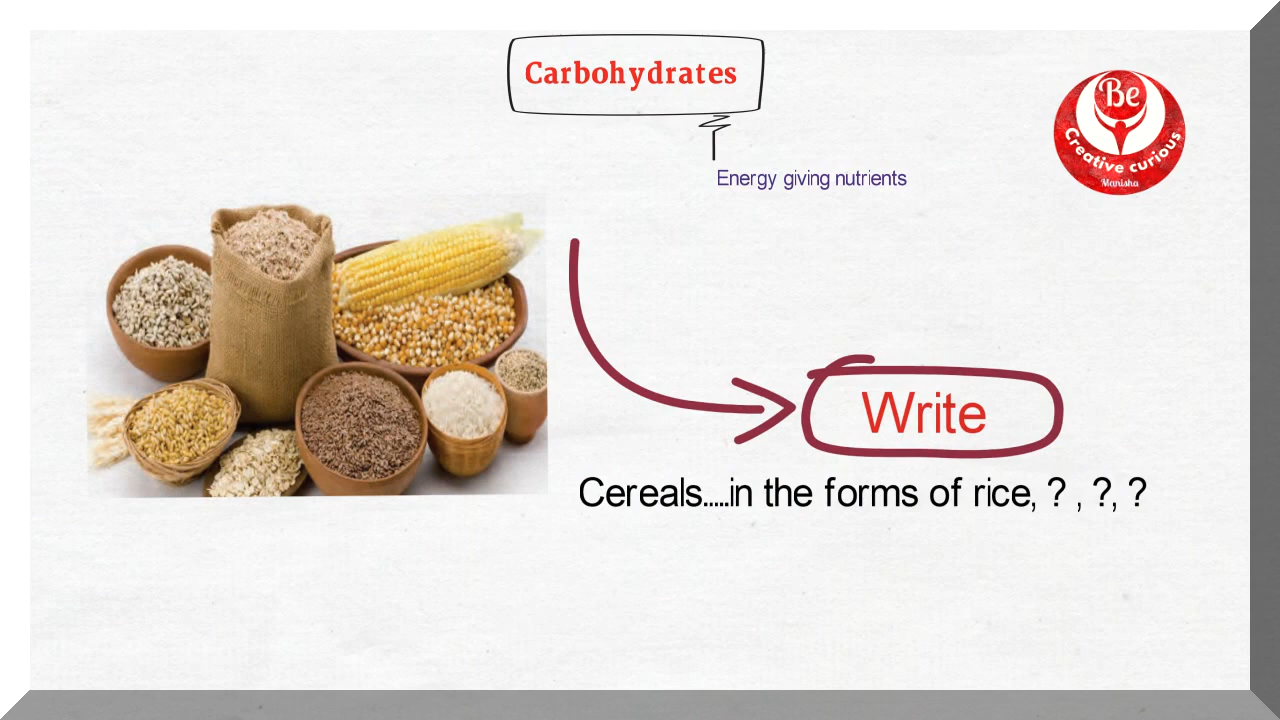 Carbohydrates
Energy giving nutrients
Be
Creative curious
Manisha
Write
Cereals.....in the forms of rice, ? , ?, ?